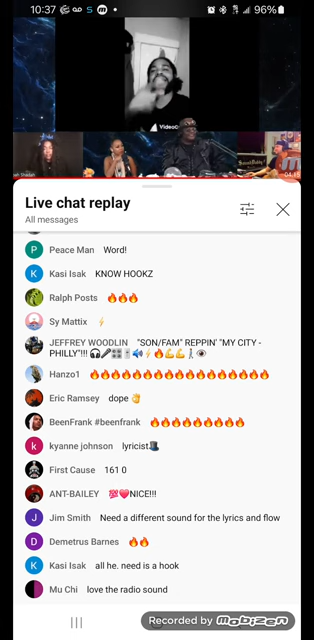 10:37
96%
VideoC
04:15
Live chat replay
All messages
Peace Man Word!
Kasi Isak KNOW HOOKZ
Ralph Posts 🔥🔥🔥
Sy Mattix ⚡
JEFFREY WOODLIN "SON/FAM" REPPIN' "MY CITY -
PHILLY"!!! 🎧🎤🎛️🎚️🔊⚡🔥💪💪🚶👁️
Hanzo1 🔥🔥🔥🔥🔥🔥🔥🔥🔥🔥🔥🔥🔥🔥🔥🔥🔥
Eric Ramsey dope 👌
BeenFrank #beenfrank 🔥🔥🔥🔥🔥🔥🔥🔥🔥
kyanne johnson lyricist🎩
First Cause 161 0
ANT-BAILEY 💯❤️NICE!!!
Jim Smith Need a different sound for the lyrics and flow
Demetrus Barnes 🔥🔥
Kasi Isak all he. need is a hook
Mu Chi love the radio sound
Recorded by Mobizen